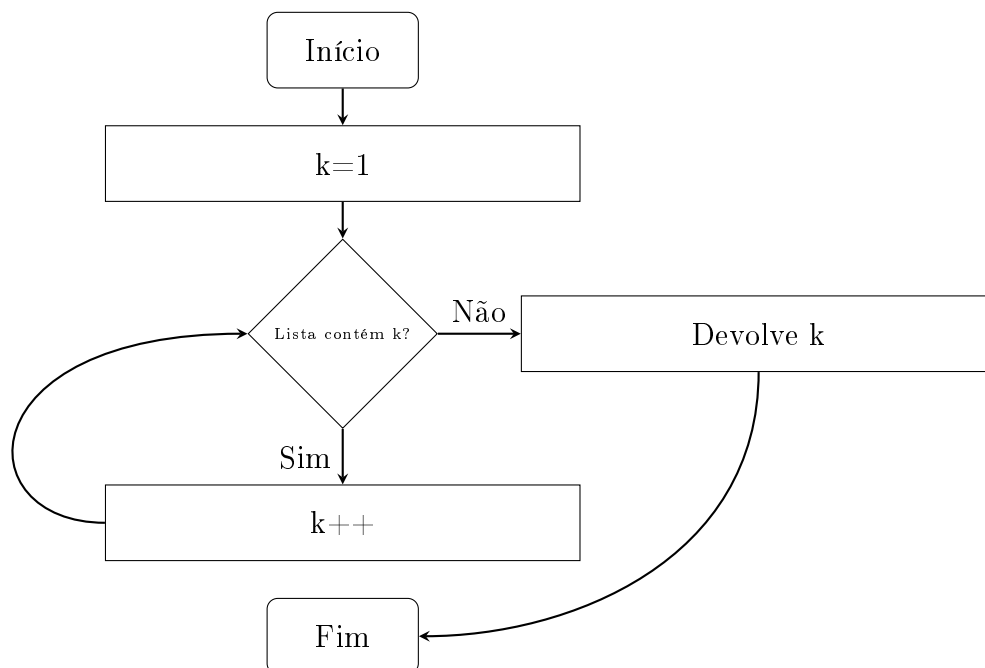 Início
k=1
Lista contém k?
Não
Devolve k
Sim
k++
Fim